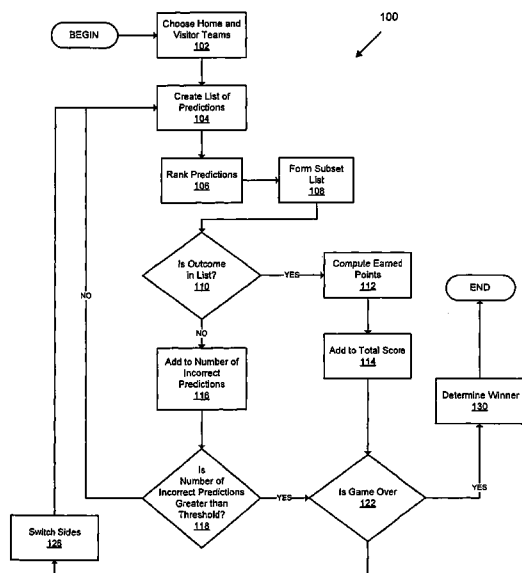 100
BEGIN
Choose Home and
Visitor Teams
102
Create List of
Predictions
104
Rank Predictions
106
Form Subset
List
108
Is Outcome
in List?
110
YES
Compute Earned
Points
112
END
NO
NO
Add to Number of
Incorrect
Predictions
116
Add to Total Score
114
Determine Winner
130
YES
Is
Number of
Incorrect Predictions
Greater than
Threshold?
118
YES
Is Game Over
122
Switch Sides
126